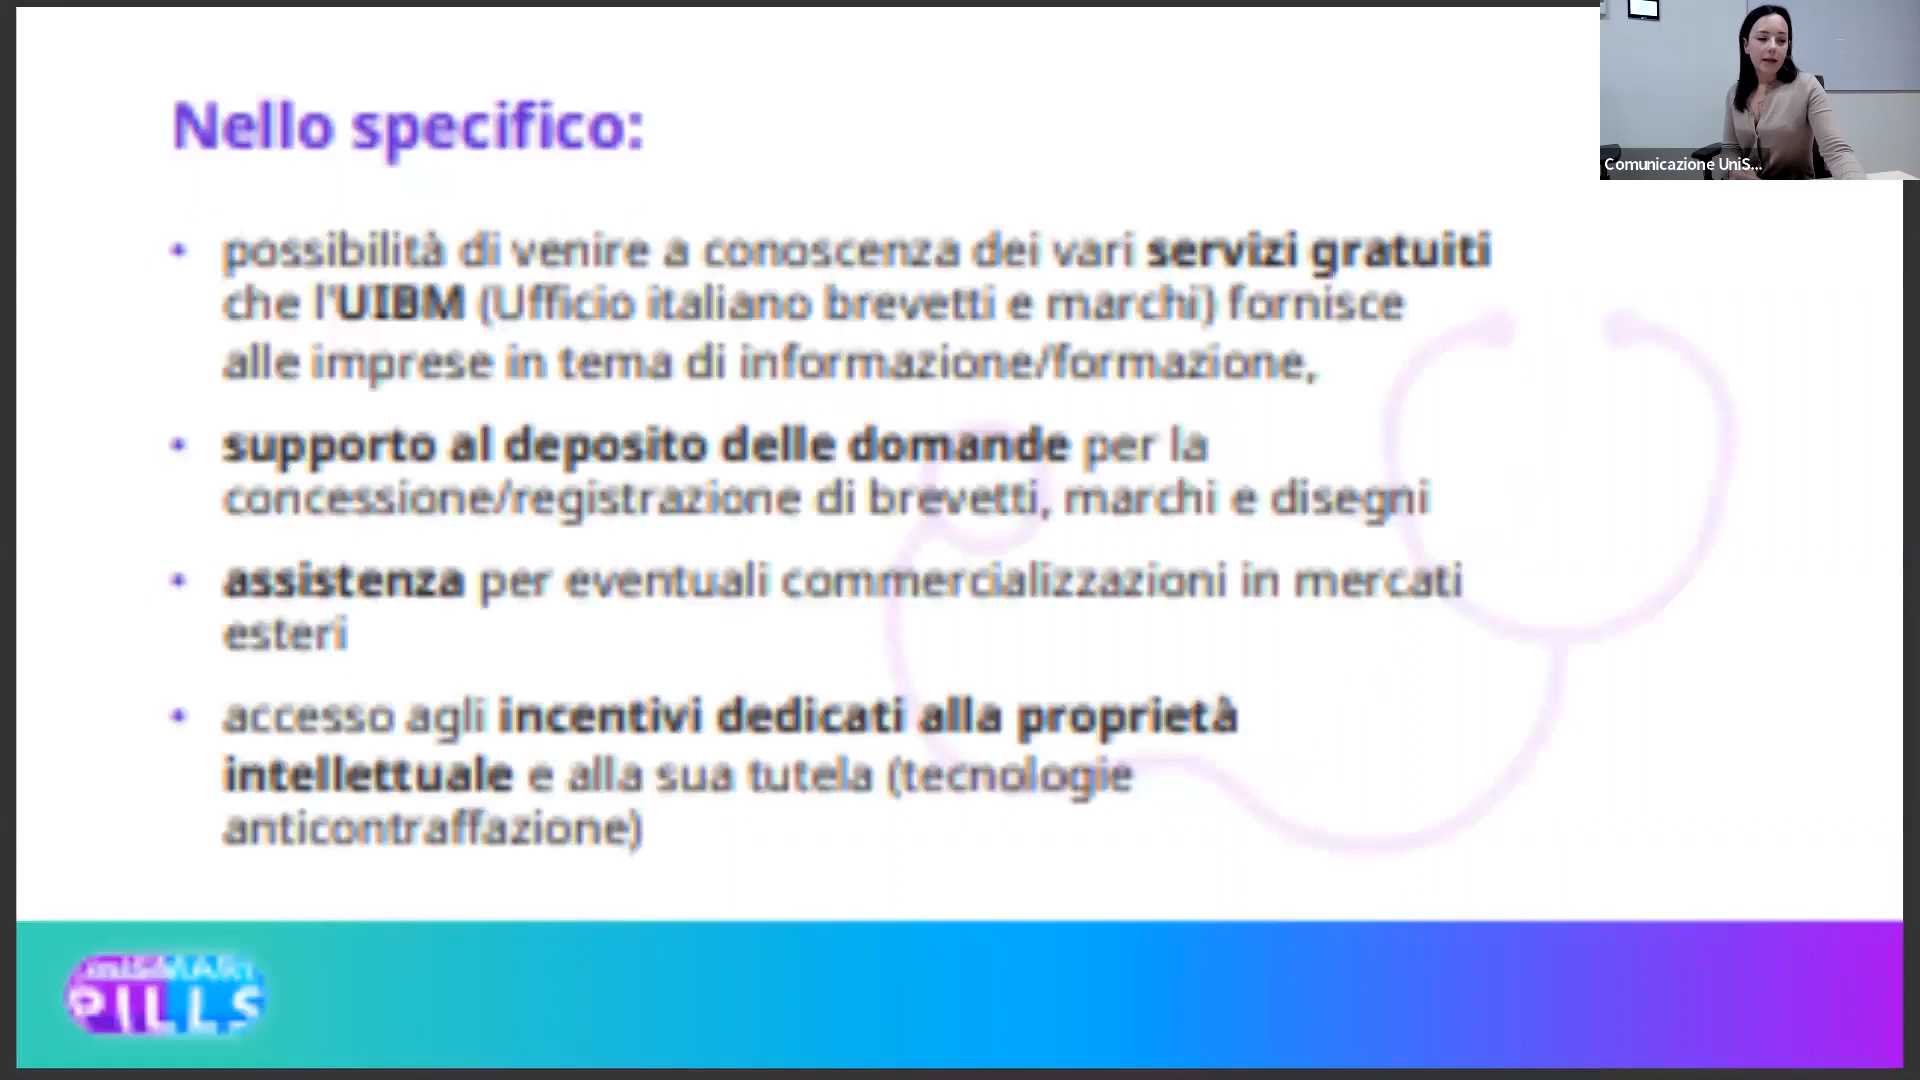 Nello specifico:
• possibilità di venire a conoscenza dei vari servizi gratuiti
che l'UIBM (Ufficio italiano brevetti e marchi) fornisce
alle imprese in tema di informazione/formazione,
• supporto al deposito delle domande per la
concessione/registrazione di brevetti, marchi e disegni
• assistenza per eventuali commercializzazioni in mercati
esteri
• accesso agli incentivi dedicati alla proprietà
intellettuale e alla sua tutela (tecnologie
anticontraffazione)
Comunicazione UniS...
UniSMART
PILLS